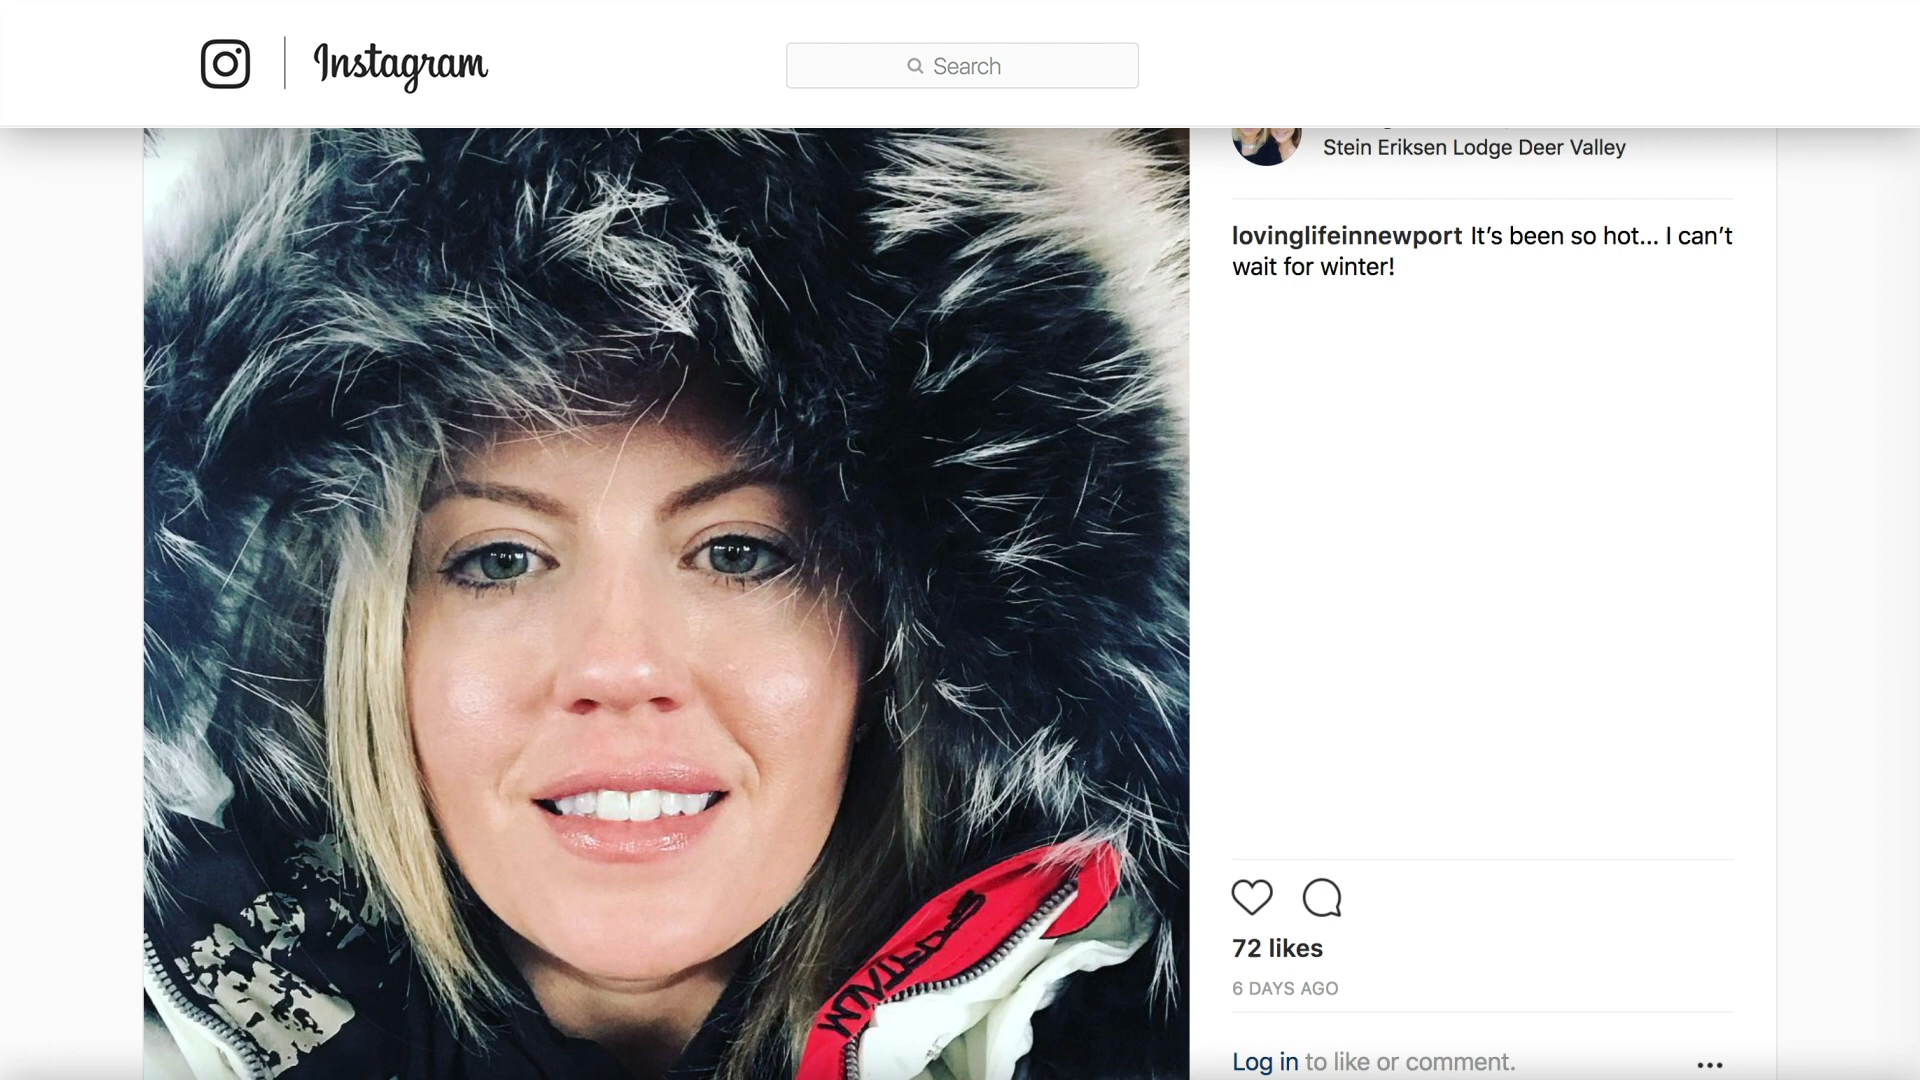 Instagram
Search
Stein Eriksen Lodge Deer Valley
lovinglifeinnewport It’s been so hot... I can’t
wait for winter!
SPORTALM
72 likes
6 DAYS AGO
Log in to like or comment.